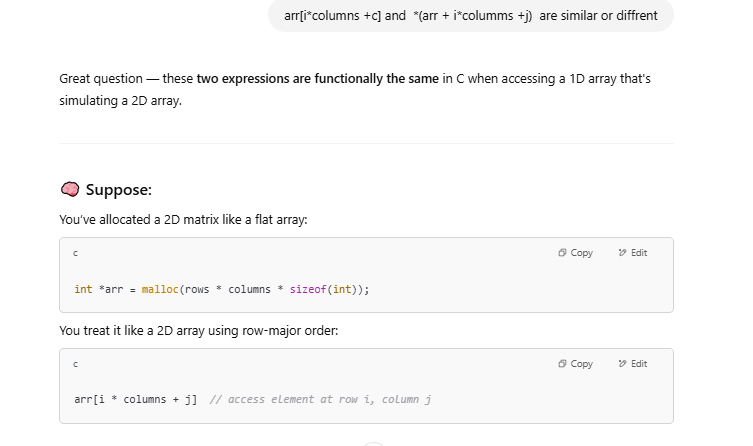 arr[i*columns +c] and  *(arr + i*columms +j)  are similar or diffrent
Great question — these two expressions are functionally the same in C when accessing a 1D array that's
simulating a 2D array.
🧠 Suppose:
You've allocated a 2D matrix like a flat array:
c
Copy
Edit
int *arr = malloc(rows * columns * sizeof(int));
You treat it like a 2D array using row-major order:
c
Copy
Edit
arr[i * columns + j]  // access element at row i, column j